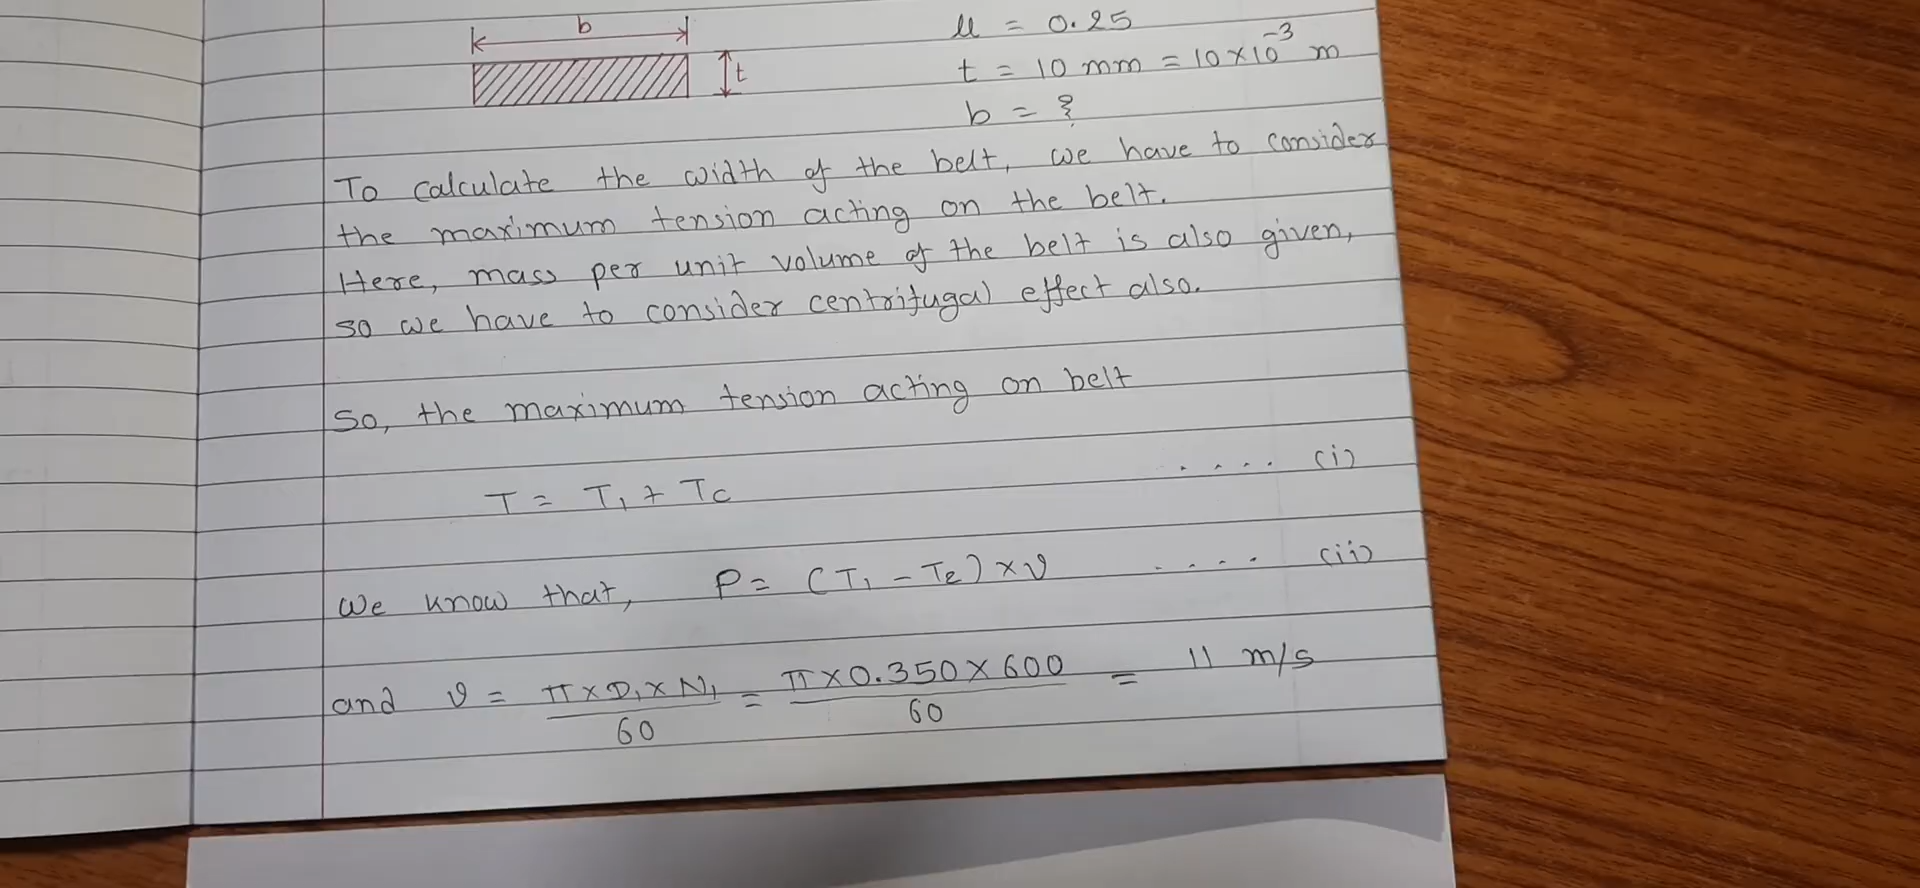 b
t
μ = 0.25
t = 10 mm = 10×10⁻³ m
b = ?
To calculate the width of the belt, we have to consider
the maximum tension acting on the belt.
Here, mass per unit volume of the belt is also given,
so we have to consider centrifugal effect also.
So, the maximum tension acting on belt
T = T₁ + Tc .... (i)
We know that, P = (T₁ - T₂) × v .... (ii)
and v = π×D₁×N₁/60 = π×0.350×600/60 = 11 m/s